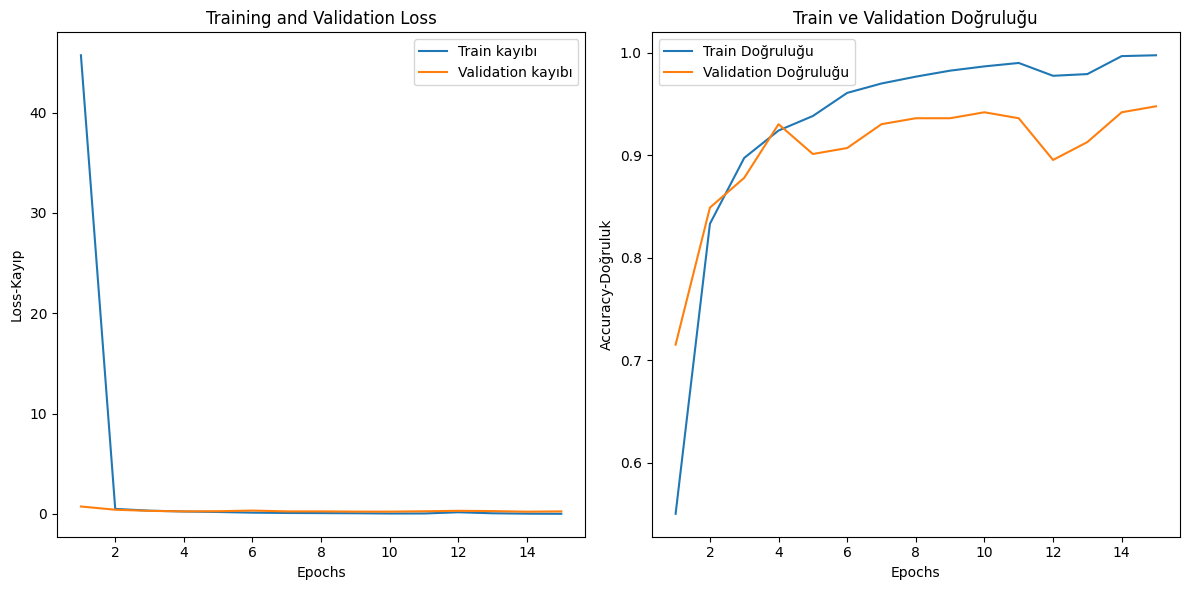 Training and Validation Loss
Train kaybı
Validation kaybı
Loss-Kayıp
40
30
20
10
0
2 4 6 8 10 12 14
Epochs
Train ve Validation Doğruluğu
Train Doğruluğu
Validation Doğruluğu
Accuracy-Doğruluk
1.0
0.9
0.8
0.7
0.6
2 4 6 8 10 12 14
Epochs